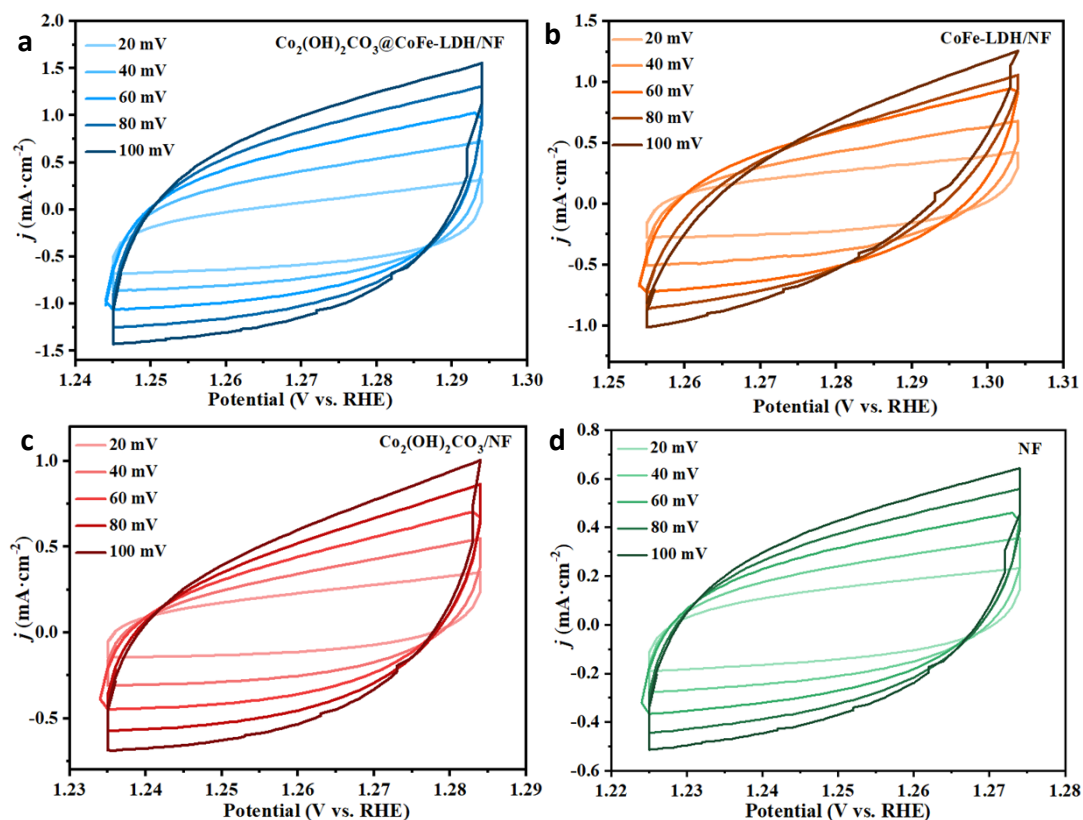 a
Co₂(OH)₂CO₃@CoFe-LDH/NF
20 mV
40 mV
60 mV
80 mV
100 mV
2.0
1.5
1.0
0.5
0.0
-0.5
-1.0
-1.5
j (mA·cm⁻²)
1.24 1.25 1.26 1.27 1.28 1.29 1.30
Potential (V vs. RHE)
b
CoFe-LDH/NF
20 mV
40 mV
60 mV
80 mV
100 mV
1.5
1.0
0.5
0.0
-0.5
-1.0
j (mA·cm⁻²)
1.25 1.26 1.27 1.28 1.29 1.30 1.31
Potential (V vs. RHE)
c
Co₂(OH)₂CO₃/NF
20 mV
40 mV
60 mV
80 mV
100 mV
1.0
0.5
0.0
-0.5
j (mA·cm⁻²)
1.23 1.24 1.25 1.26 1.27 1.28 1.29
Potential (V vs. RHE)
d
NF
20 mV
40 mV
60 mV
80 mV
100 mV
0.8
0.6
0.4
0.2
0.0
-0.2
-0.4
-0.6
j (mA·cm⁻²)
1.22 1.23 1.24 1.25 1.26 1.27 1.28
Potential (V vs. RHE)